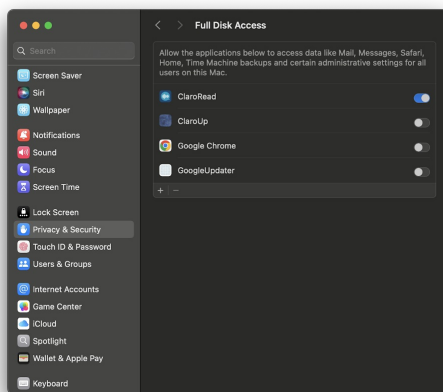 Full Disk Access
Search
Screen Saver
Siri
Wallpaper
Notifications
Sound
Focus
Screen Time
Lock Screen
Privacy & Security
Touch ID & Password
Users & Groups
Internet Accounts
Game Center
iCloud
Spotlight
Wallet & Apple Pay
Keyboard
Allow the applications below to access data like Mail, Messages, Safari,
Home, Time Machine backups and certain administrative settings for all
users on this Mac.
ClaroRead
ClaroUp
Google Chrome
GoogleUpdater